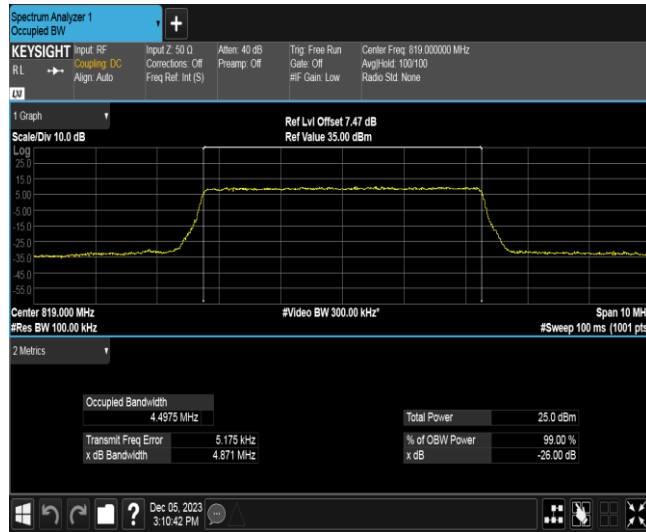 Spectrum Analyzer 1
Occupied BW
KEYSIGHT
RL
LXI
Input: RF
Coupling: DC
Align: Auto
Input Z: 50 Ω
Corrections: Off
Freq Ref: Int (S)
Atten: 40 dB
Preamp: Off
Trig: Free Run
Gate: Off
#IF Gain: Low
Center Freq: 819.000000 MHz
Avg|Hold: 100/100
Radio Std: None
1 Graph
Scale/Div 10.0 dB
Ref Lvl Offset 7.47 dB
Ref Value 35.00 dBm
Log
25.0
15.0
5.00
-5.00
-15.0
-25.0
-35.0
-45.0
-55.0
Center 819.000 MHz
#Res BW 100.00 kHz
#Video BW 300.00 kHz*
Span 10 MH
#Sweep 100 ms (1001 pts
2 Metrics
Occupied Bandwidth
4.4975 MHz
Transmit Freq Error 5.175 kHz
x dB Bandwidth 4.871 MHz
Total Power 25.0 dBm
% of OBW Power 99.00 %
x dB -26.00 dB
?
Dec 05, 2023
3:10:42 PM